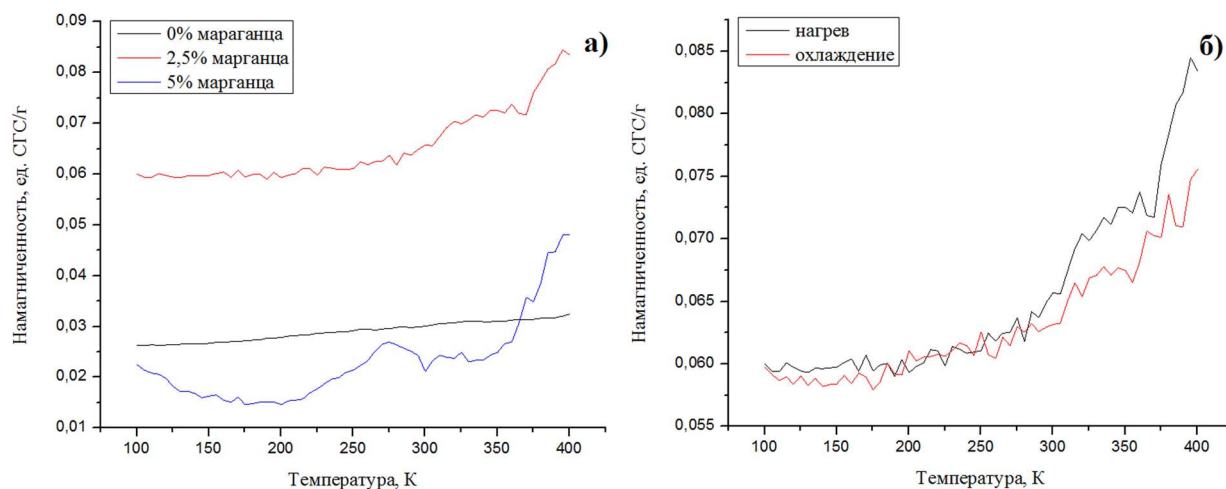 0,09
0,08
0,07
0,06
0,05
0,04
0,03
0,02
0,01
Намагниченность, ед. СГС/г
0% мараганца
2,5% марганца
5% марганца
а)
100 150 200 250 300 350 400
Температура, К
0,085
0,080
0,075
0,070
0,065
0,060
0,055
Намагниченность, ед. СГС/г
нагрев
охлаждение
б)
100 150 200 250 300 350 400
Температура, К